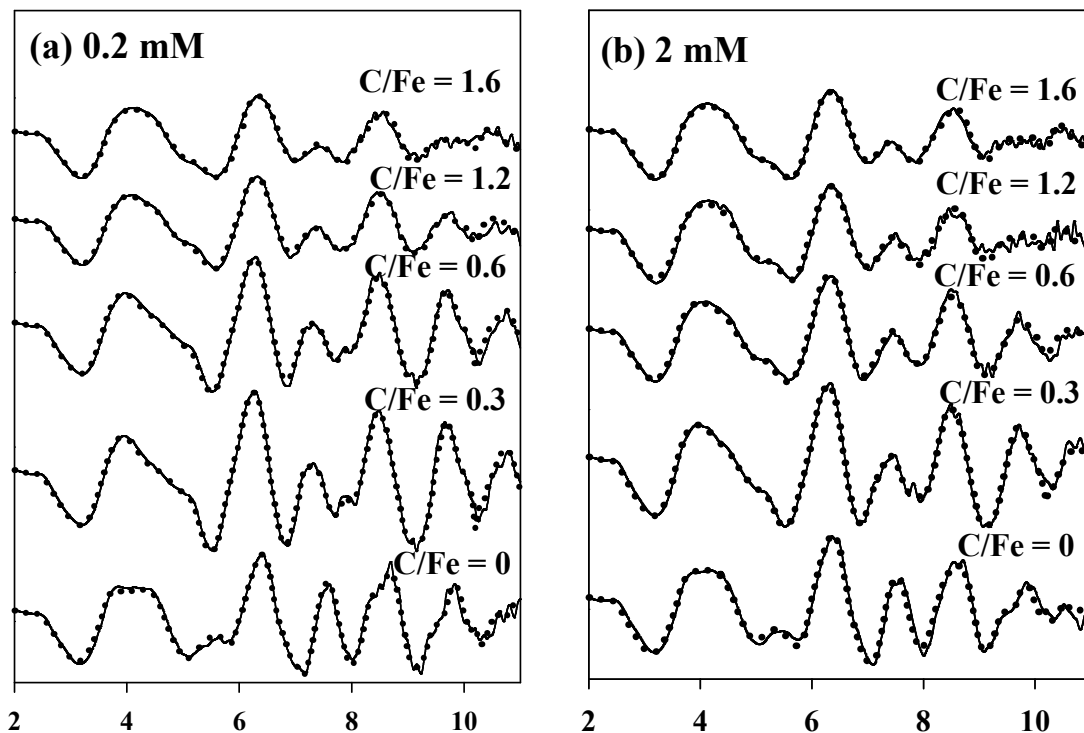 (a) 0.2 mM
C/Fe = 1.6
C/Fe = 1.2
C/Fe = 0.6
C/Fe = 0.3
C/Fe = 0
2 4 6 8 10
(b) 2 mM
C/Fe = 1.6
C/Fe = 1.2
C/Fe = 0.6
C/Fe = 0.3
C/Fe = 0
2 4 6 8 10